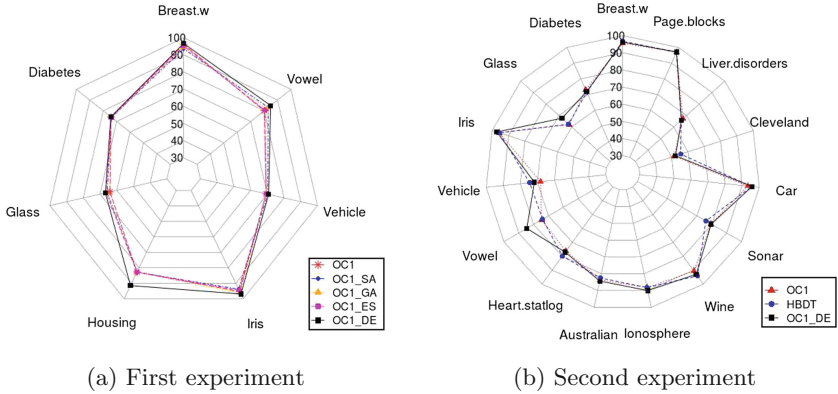 Breast.w
Vowel
Vehicle
Iris
Housing
Glass
Diabetes
100
90
80
70
60
50
40
30
OC1
OC1_SA
OC1_GA
OC1_ES
OC1_DE
(a) First experiment
Breast.w
Page.blocks
Liver.disorders
Cleveland
Car
Sonar
Wine
Ionosphere
Australian
Heart.statlog
Vowel
Vehicle
Iris
Glass
Diabetes
100
90
80
70
60
50
40
30
OC1
HBDT
OC1_DE
(b) Second experiment